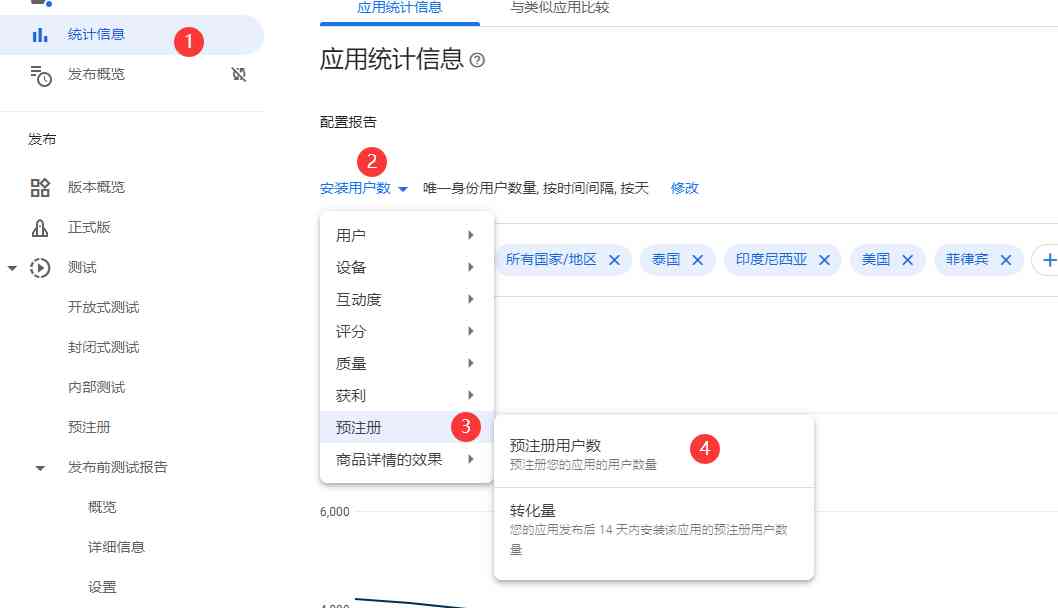 应用统计信息
与类似应用比较
统计信息
1
发布概览
应用统计信息
配置报告
2
安装用户数
唯一身份用户数量, 按时间间隔, 按天
修改
发布
版本概览
正式版
测试
开放式测试
封闭式测试
内部测试
预注册
发布前测试报告
概览
详细信息
设置
用户
设备
互动度
评分
质量
获利
预注册
3
商品详情的效果
所有国家/地区
泰国
印度尼西亚
美国
菲律宾
预注册用户数
4
预注册您的应用的用户数量
转化量
您的应用发布后 14 天内安装该应用的预注册用户数
量
6,000